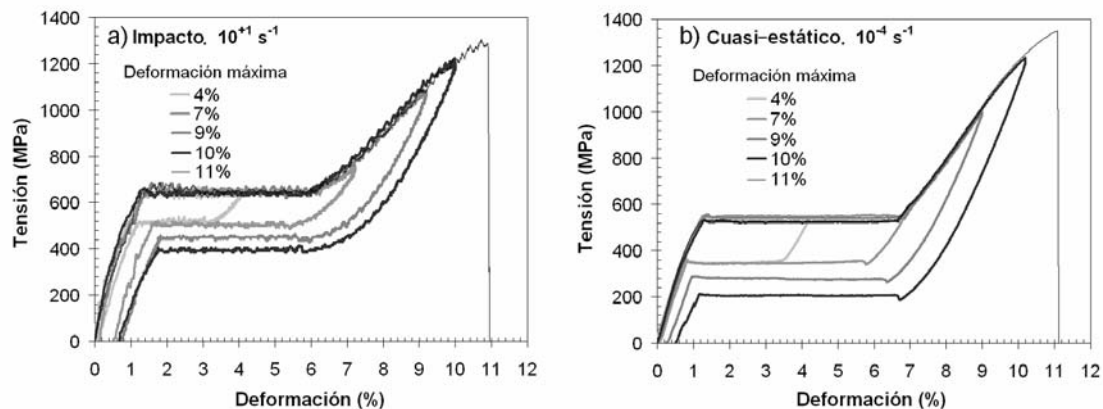 a) Impacto. 10⁺¹ s⁻¹
Deformación máxima
4%
7%
9%
10%
11%
Tensión (MPa)
1400
1200
1000
800
600
400
200
0
0 1 2 3 4 5 6 7 8 9 10 11 12
Deformación (%)
b) Cuasi-estático. 10⁻⁴ s⁻¹
Deformación máxima
4%
7%
9%
10%
11%
Tensión (MPa)
1400
1200
1000
800
600
400
200
0
0 1 2 3 4 5 6 7 8 9 10 11 12
Deformación (%)